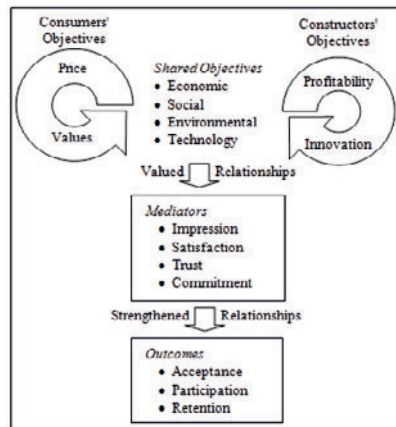 Consumers'
Objectives
Price
Values
Shared Objectives
• Economic
• Social
• Environmental
• Technology
Constructors'
Objectives
Profitability
Innovation
Valued Relationships
Mediators
• Impression
• Satisfaction
• Trust
• Commitment
Strengthened Relationships
Outcomes
• Acceptance
• Participation
• Retention